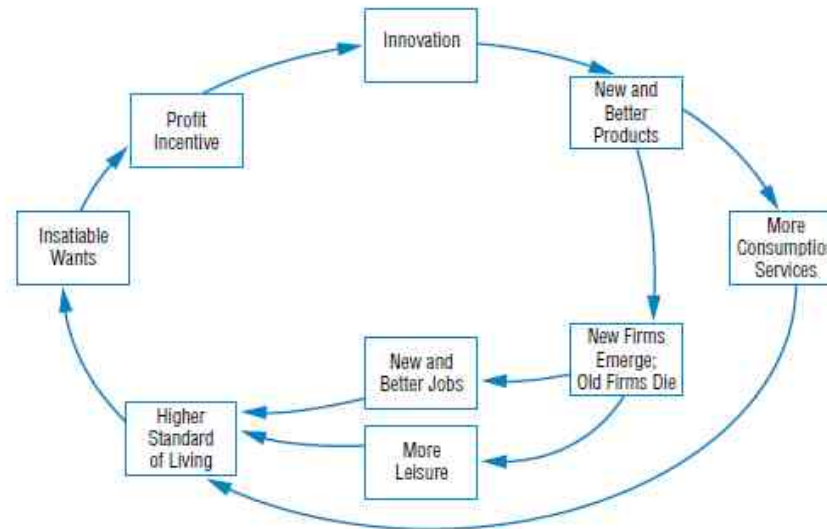 Innovation
New and
Better
Products
Profit
Incentive
Insatiable
Wants
More
Consumption
Services
New Firms
Emerge;
Old Firms Die
New and
Better Jobs
Higher
Standard
of Living
More
Leisure